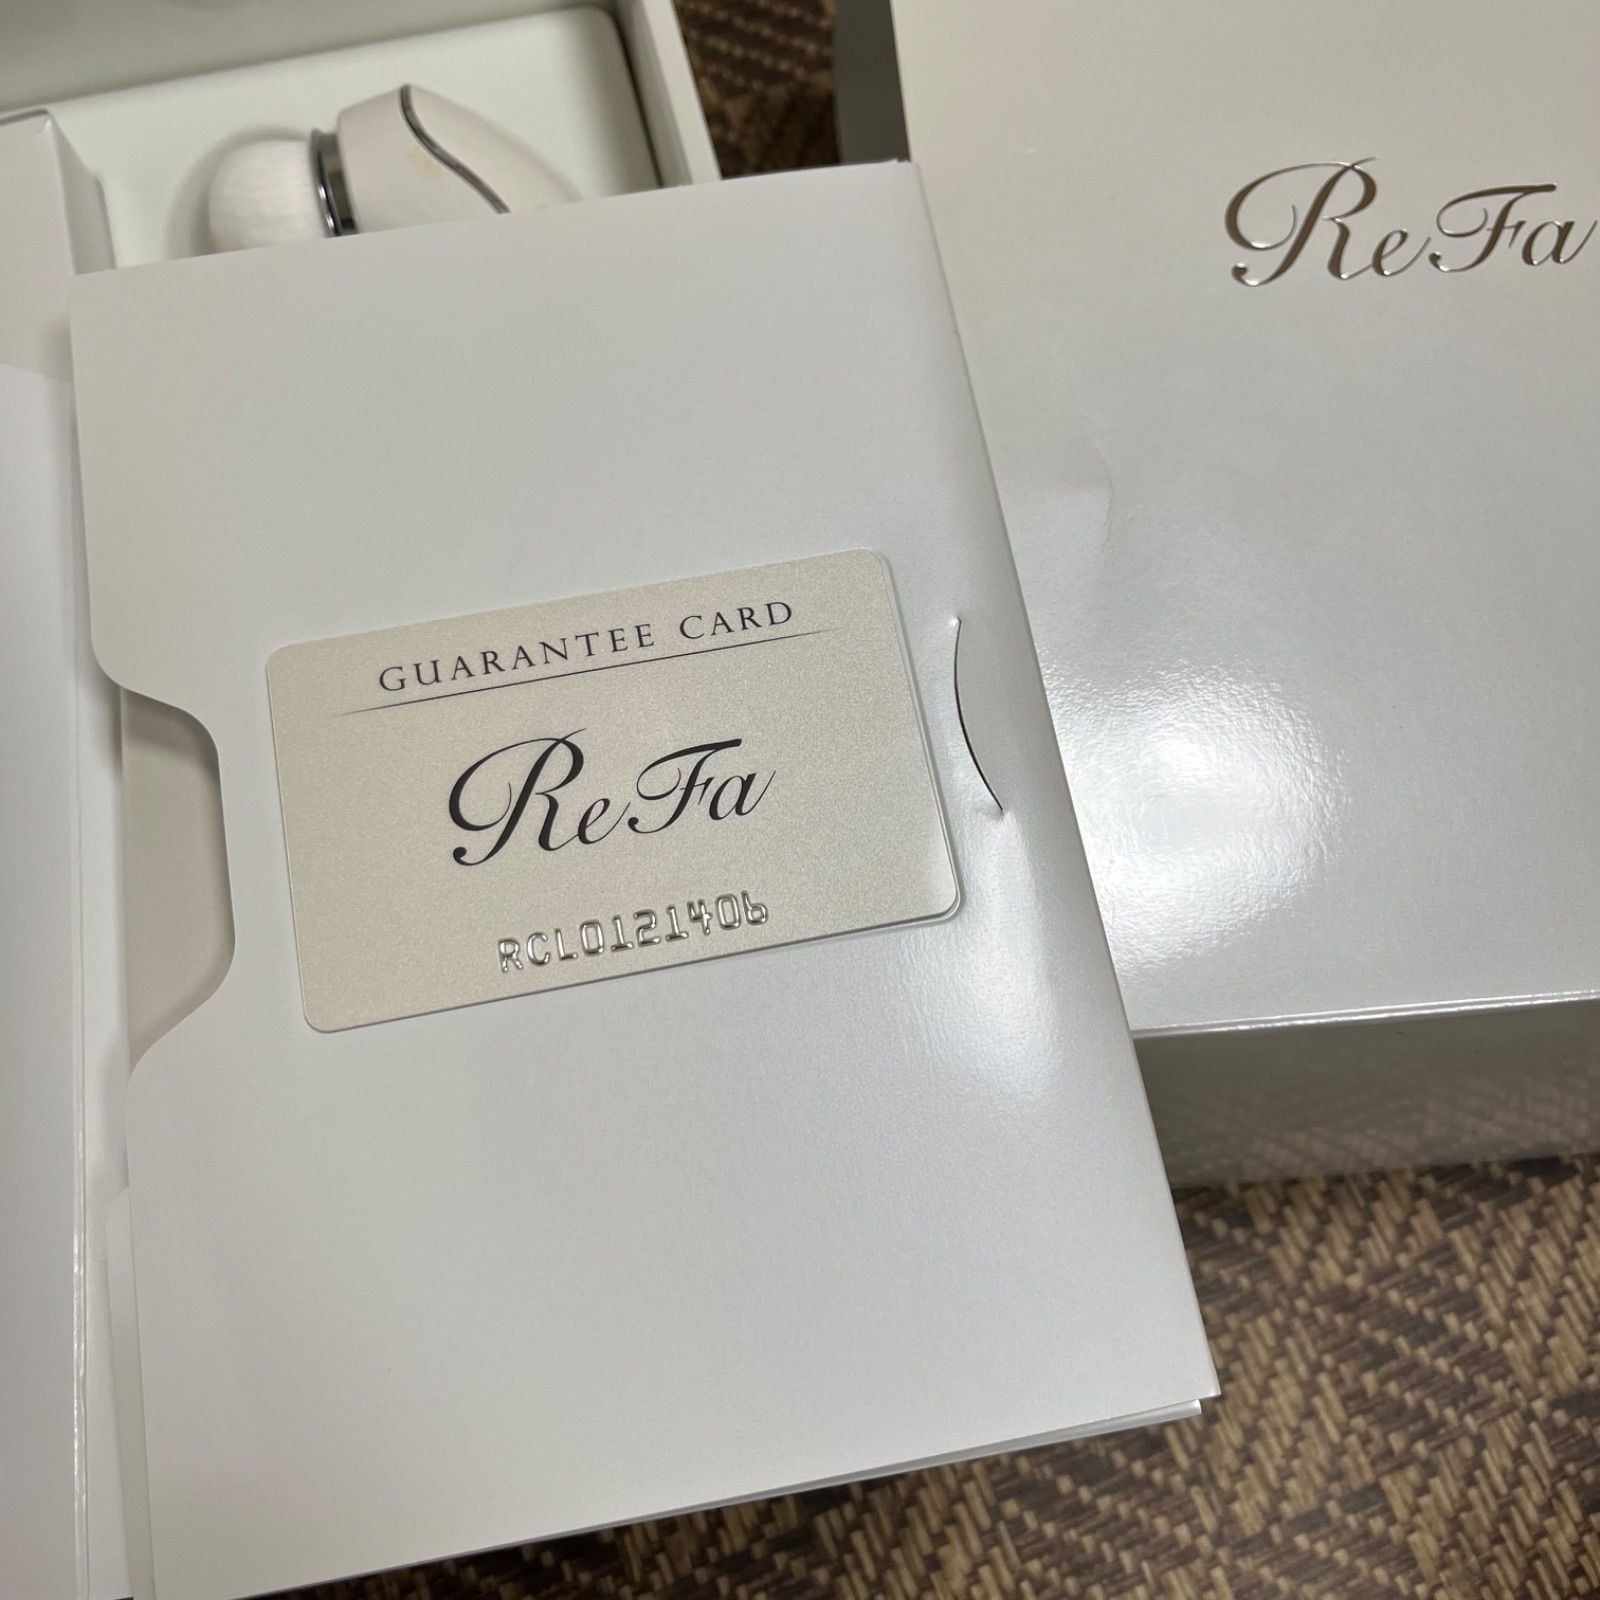 ReFa
GUARANTEE CARD
ReFa
RCL0121406